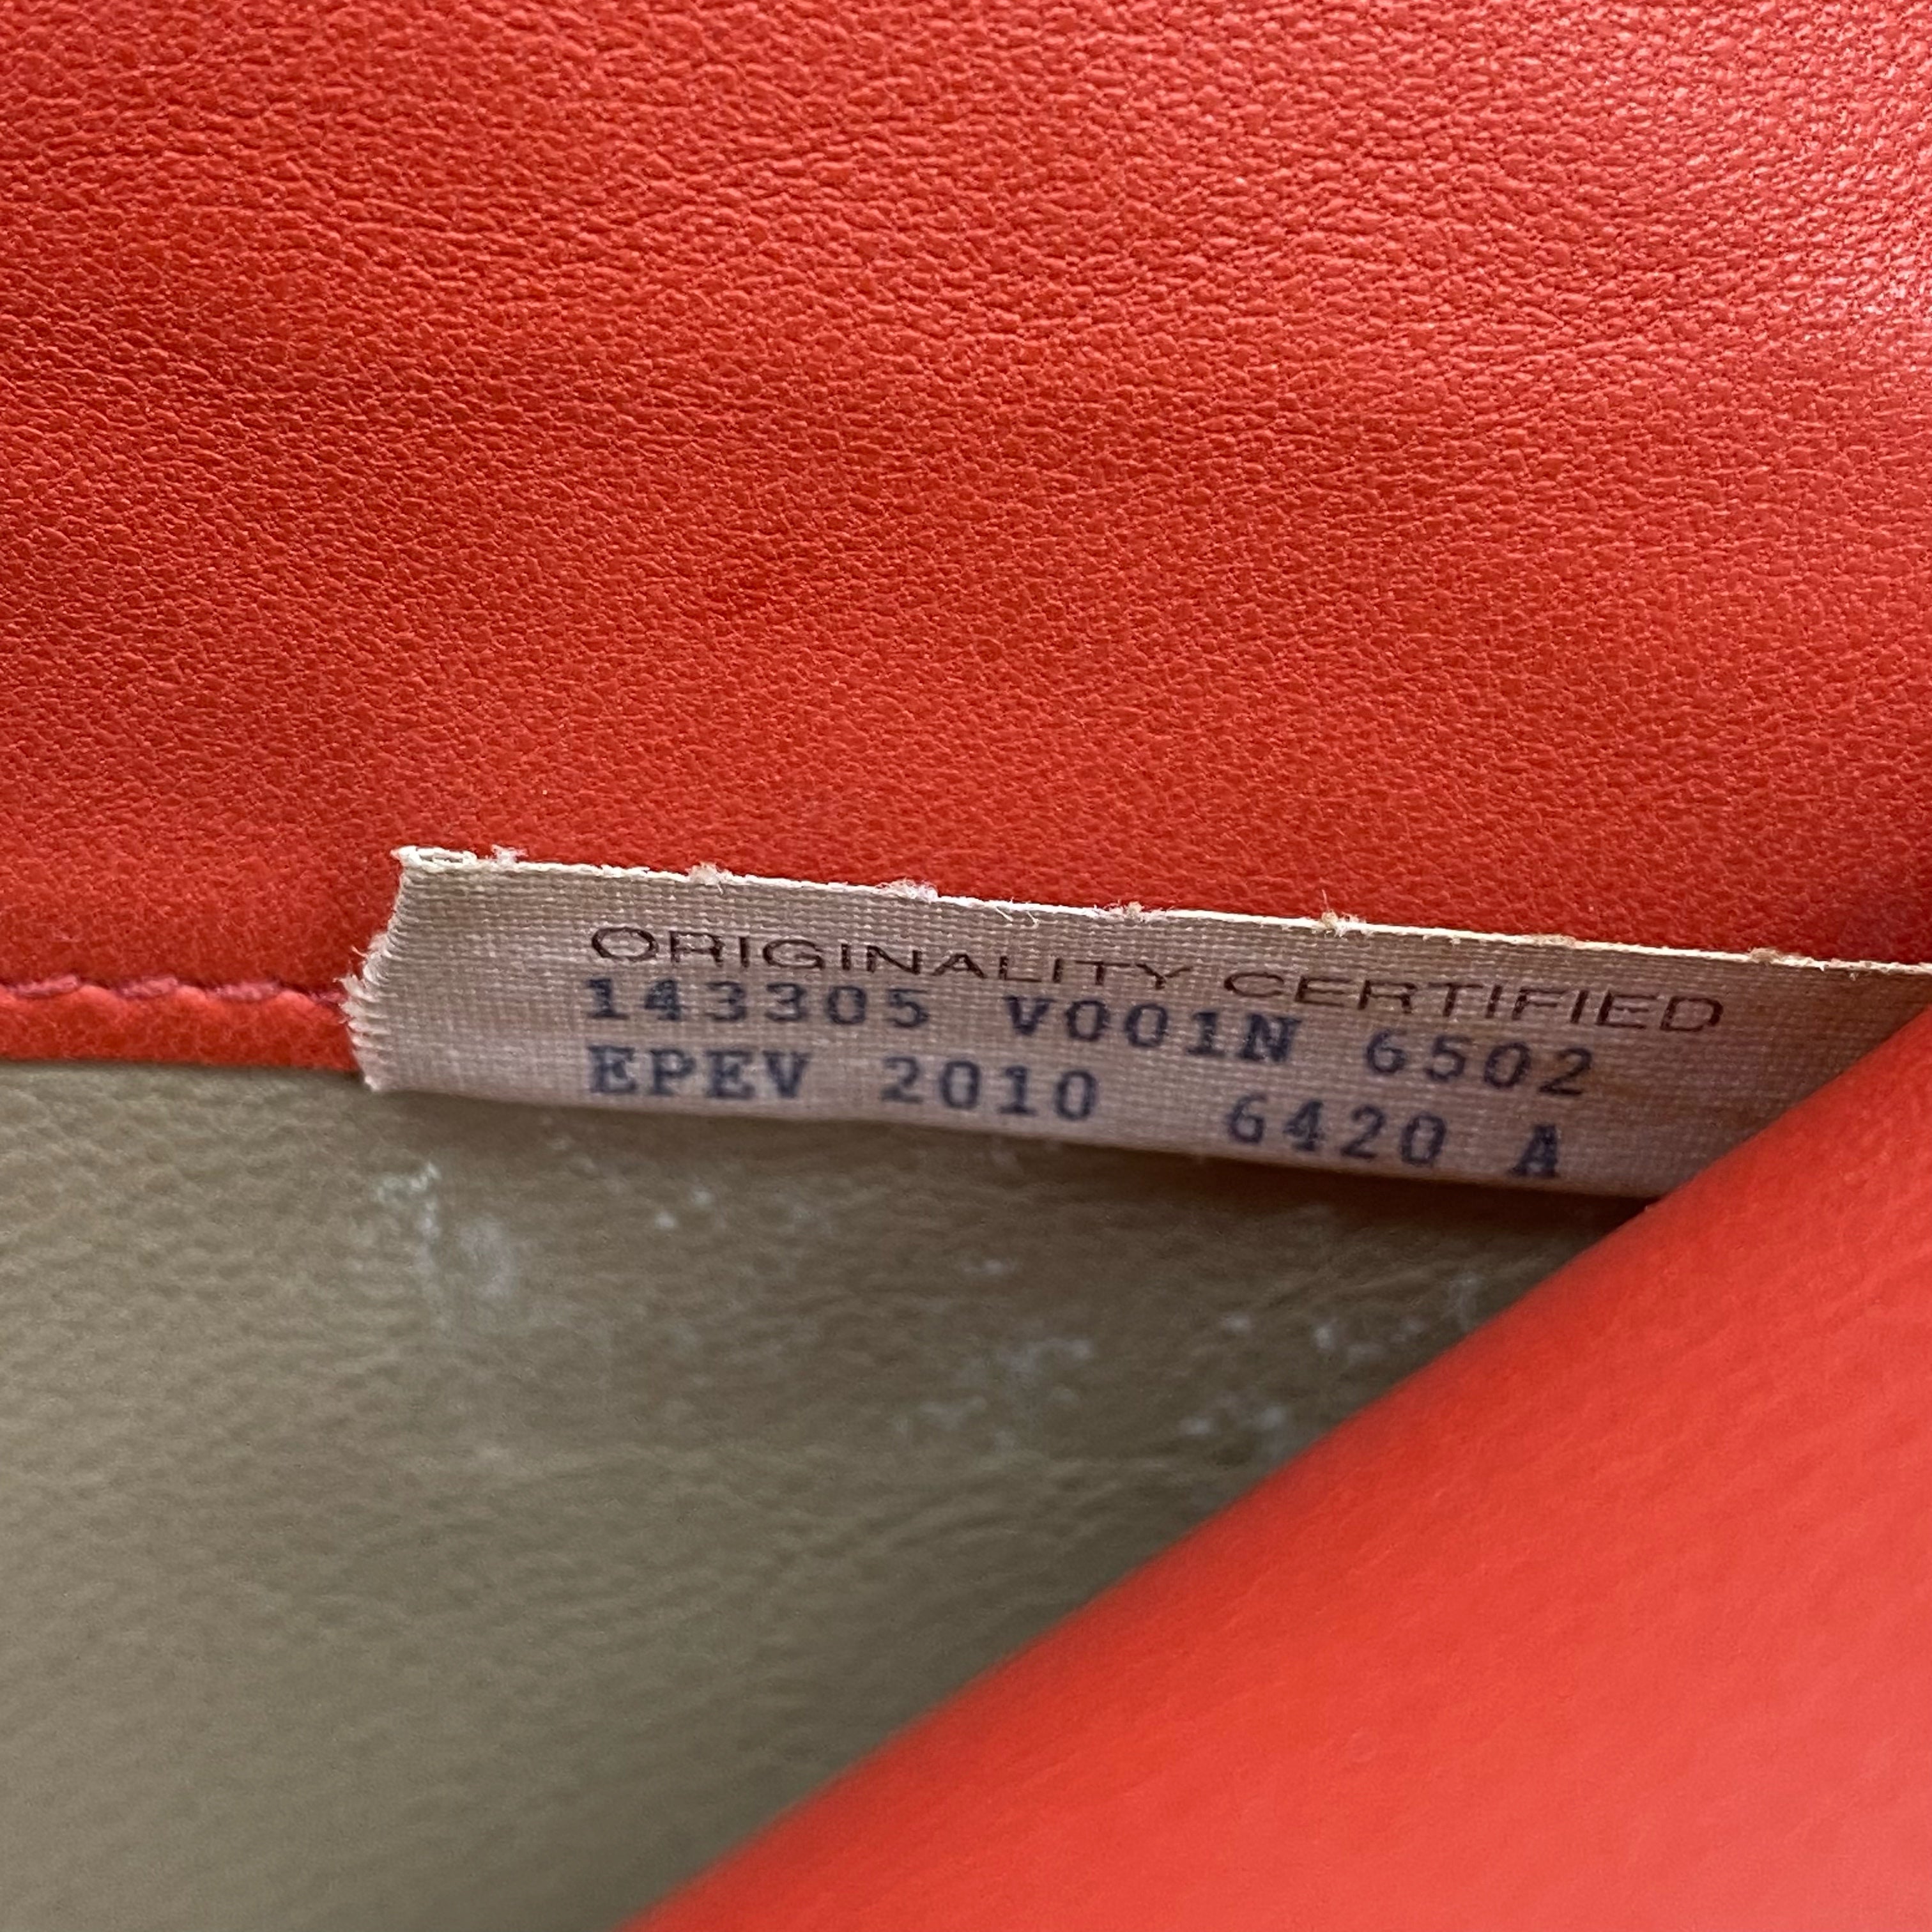 ORIGINALITY CERTIFIED
143305 V001N 6502
EPEV 2010 6420 A